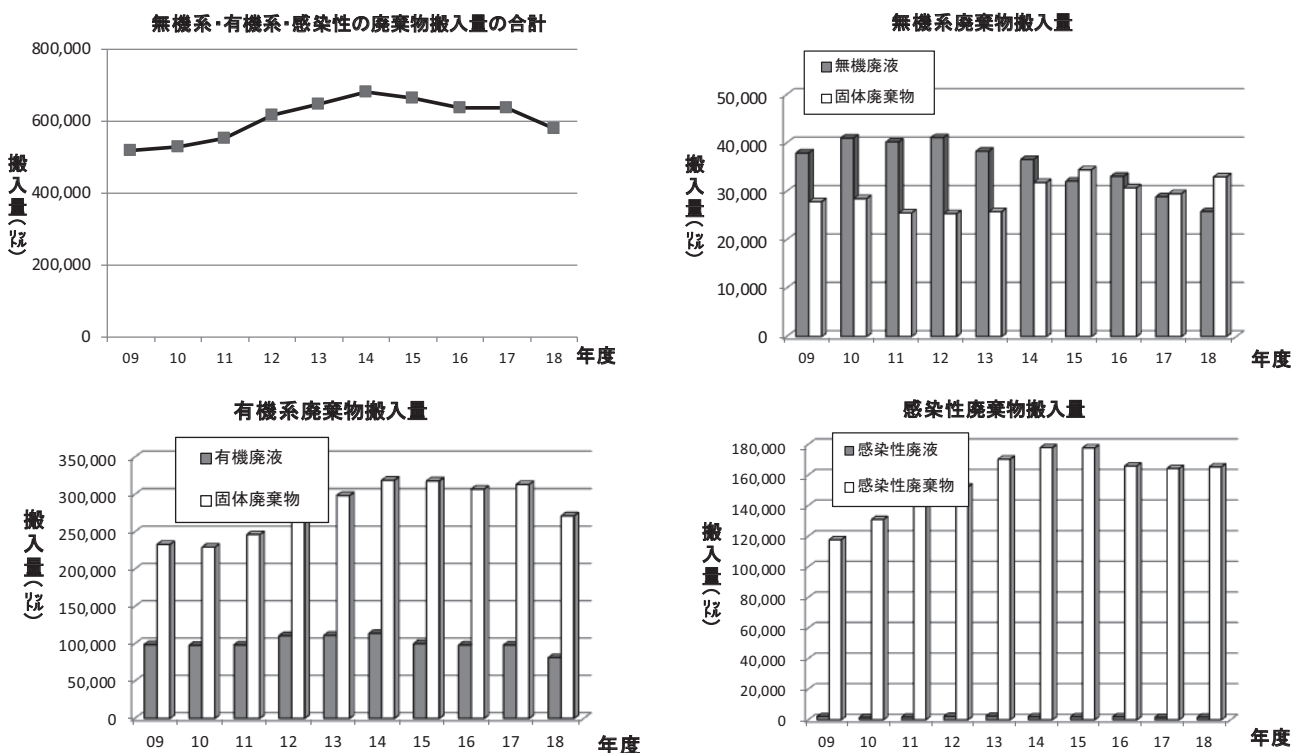 無機系・有機系・感染性の廃棄物搬入量の合計
800,000
600,000
400,000
200,000
0
搬入量(㍑)
09 10 11 12 13 14 15 16 17 18 年度
無機系廃棄物搬入量
無機廃液
固体廃棄物
50,000
40,000
30,000
20,000
10,000
0
搬入量(㍑)
09 10 11 12 13 14 15 16 17 18 年度
有機系廃棄物搬入量
有機廃液
固体廃棄物
350,000
300,000
250,000
200,000
150,000
100,000
50,000
0
搬入量(㍑)
09 10 11 12 13 14 15 16 17 18 年度
感染性廃棄物搬入量
感染性廃液
感染性廃棄物
180,000
160,000
140,000
120,000
100,000
80,000
60,000
40,000
20,000
0
搬入量(㍑)
09 10 11 12 13 14 15 16 17 18 年度